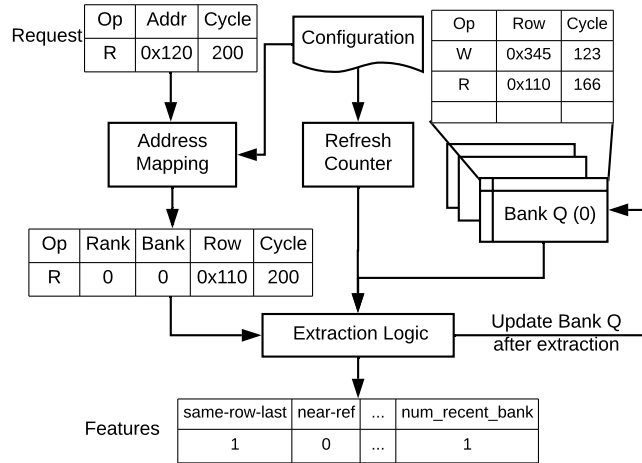 Request
Op Addr Cycle
R 0x120 200
Configuration
Op Row Cycle
W 0x345 123
R 0x110 166
Address
Mapping
Refresh
Counter
Bank Q (0)
Op Rank Bank Row Cycle
R 0 0 0x110 200
Extraction Logic
Update Bank Q
after extraction
Features
same-row-last near-ref ... num_recent_bank
1 0 ... 1